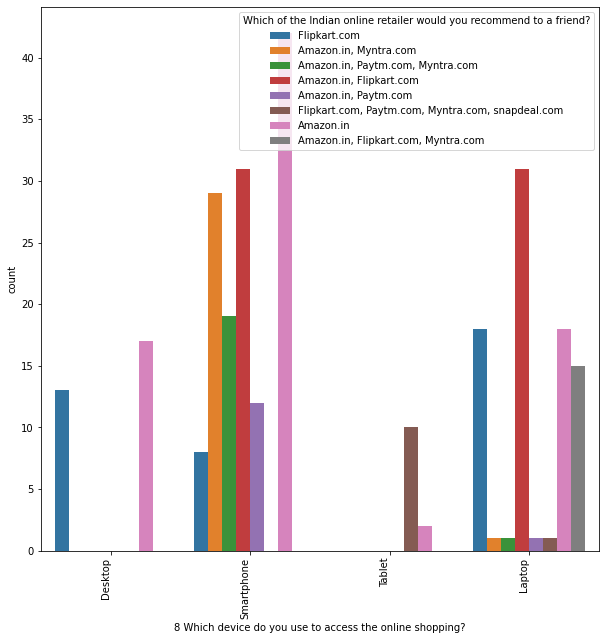 Which of the Indian online retailer would you recommend to a friend?
Flipkart.com
Amazon.in, Myntra.com
Amazon.in, Paytm.com, Myntra.com
Amazon.in, Flipkart.com
Amazon.in, Paytm.com
Flipkart.com, Paytm.com, Myntra.com, snapdeal.com
Amazon.in
Amazon.in, Flipkart.com, Myntra.com
40
35
30
25
20
15
10
5
0
count
Desktop
Smartphone
Tablet
Laptop
8 Which device do you use to access the online shopping?